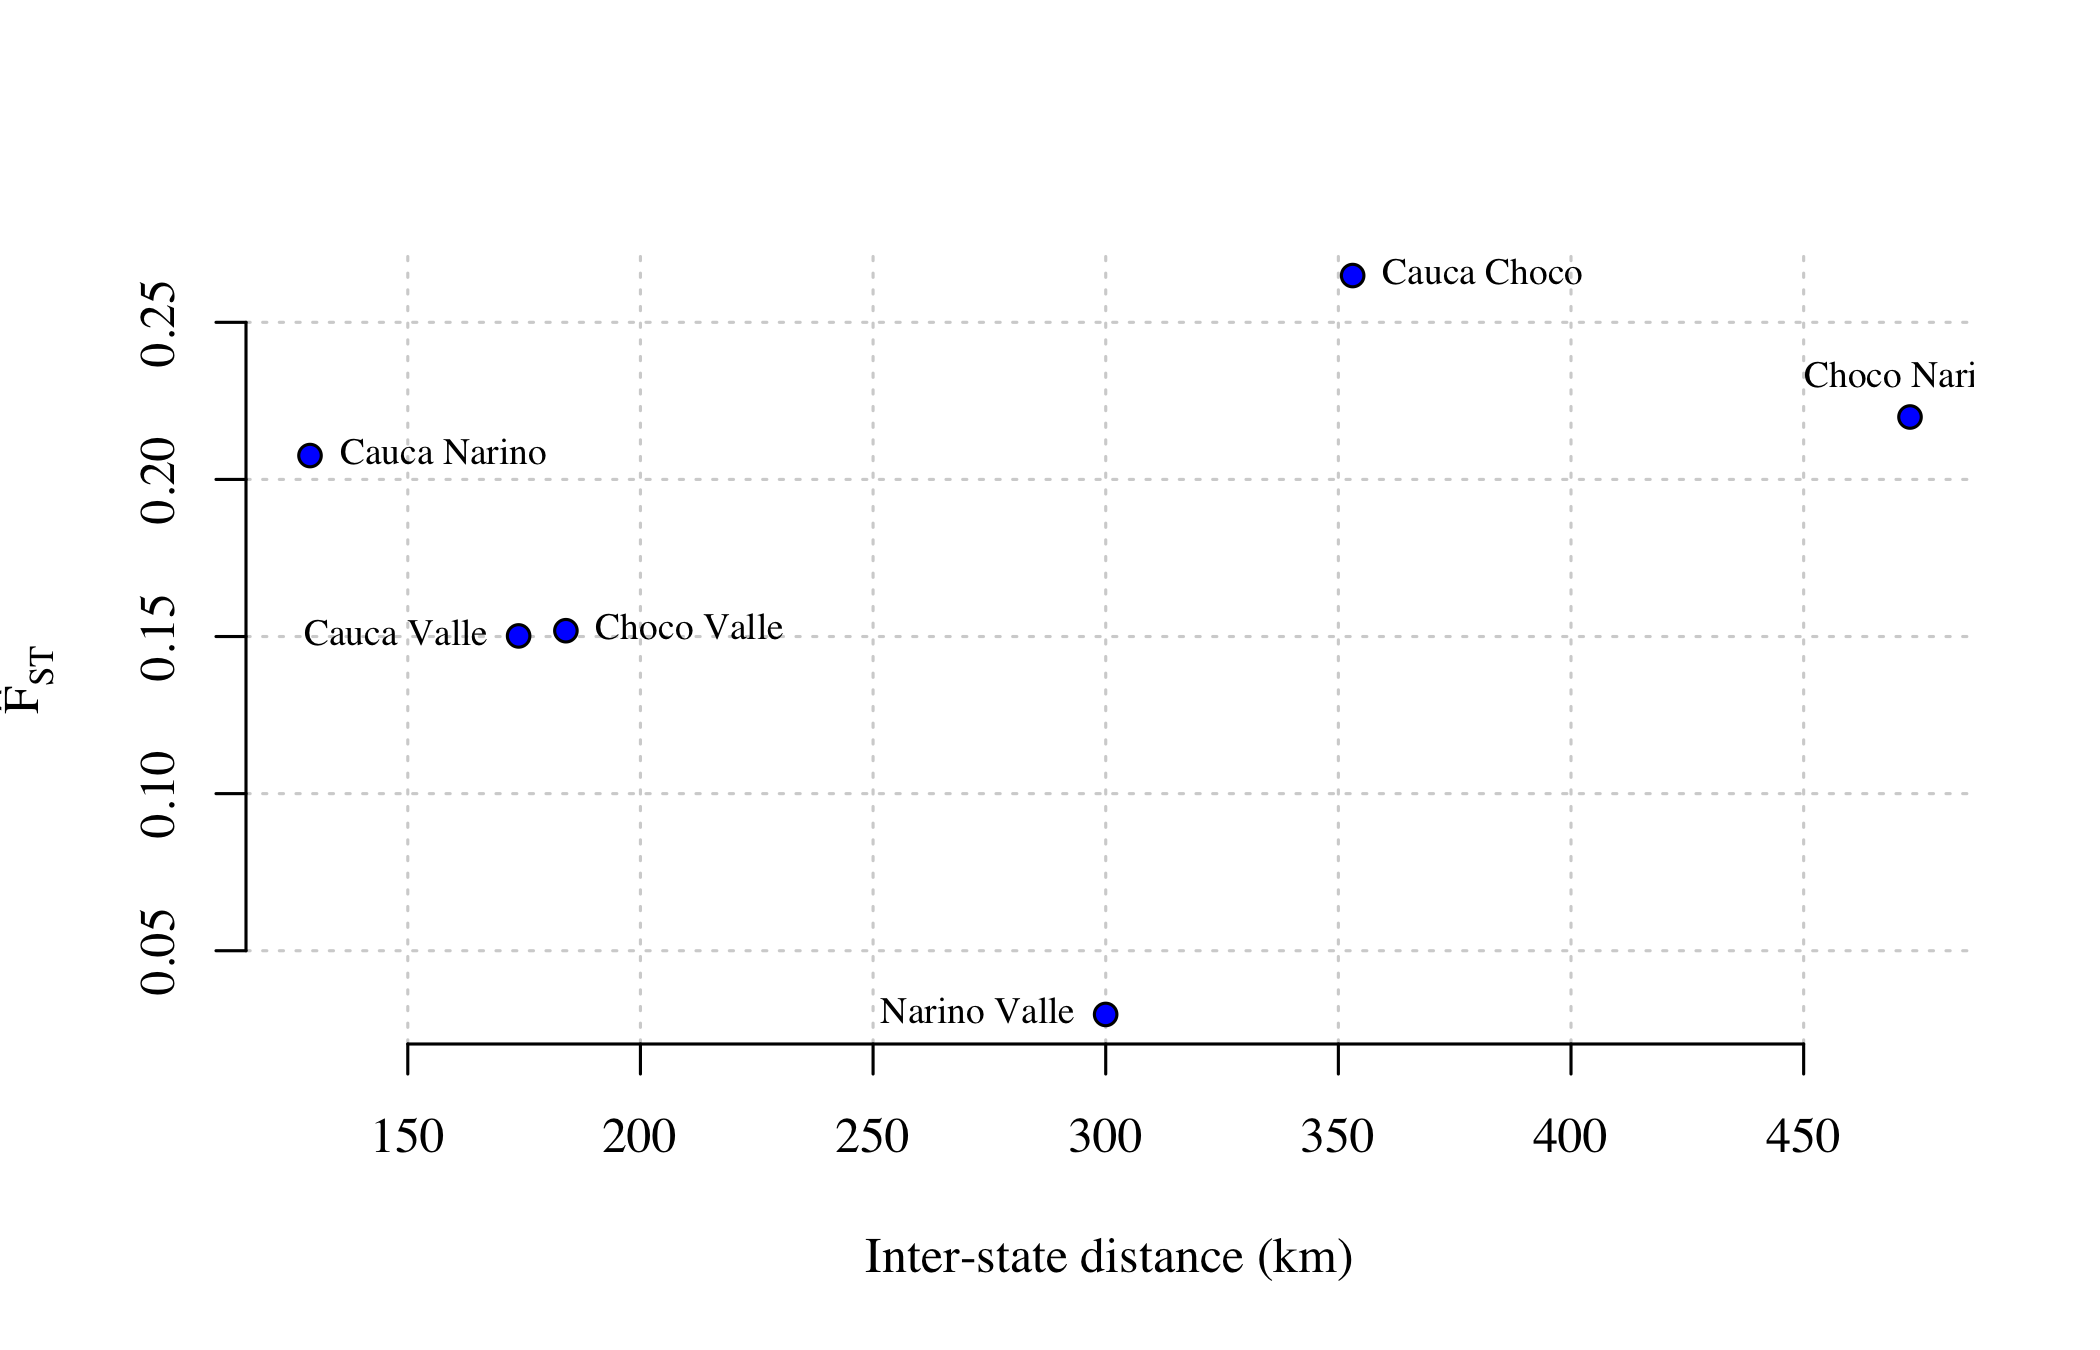 0.25
0.20
0.15
0.10
0.05
F̄ST
Cauca Choco
Choco Nari
Cauca Narino
Cauca Valle
Choco Valle
Narino Valle
150 200 250 300 350 400 450
Inter-state distance (km)